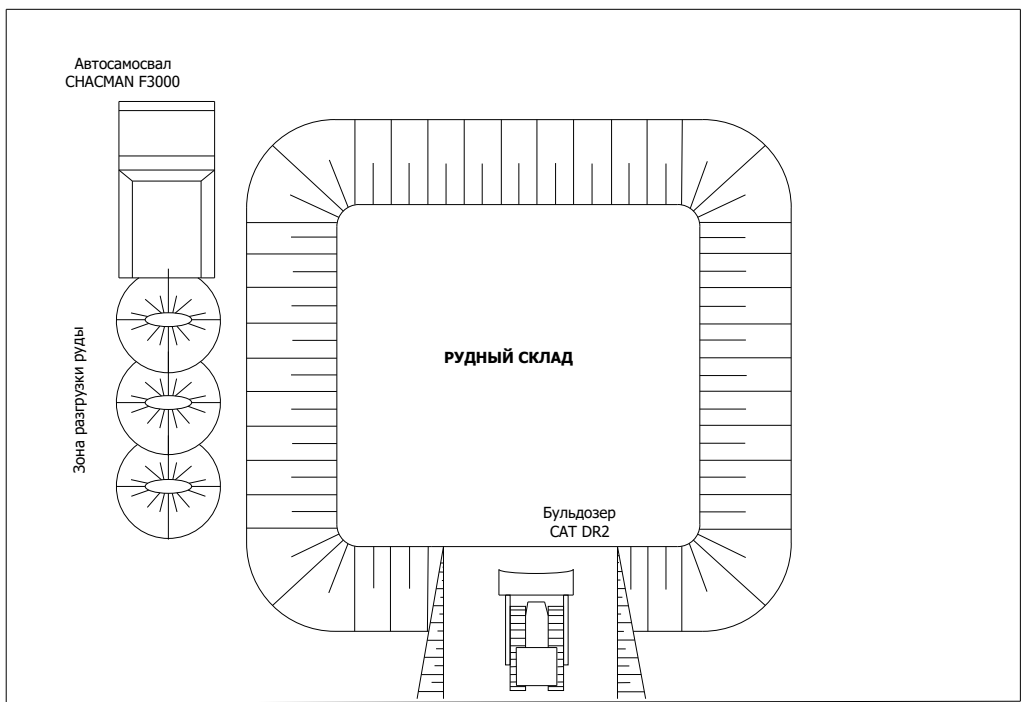 Автосамосвал
CHACMAN F3000
Зона разгрузки руды
РУДНЫЙ СКЛАД
Бульдозер
CAT DR2